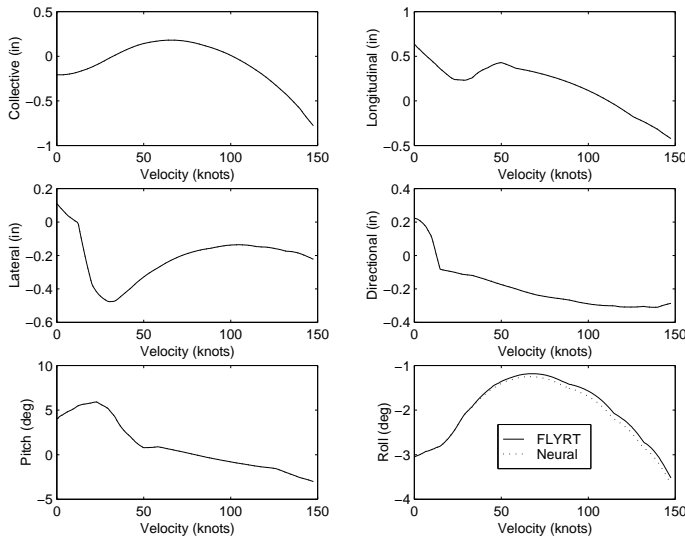 0.5
0
−0.5
−1
Collective (in)
0 50 100 150
Velocity (knots)
1
0.5
0
−0.5
Longitudinal (in)
0 50 100 150
Velocity (knots)
0.2
0
−0.2
−0.4
−0.6
Lateral (in)
0 50 100 150
Velocity (knots)
0.4
0.2
0
−0.2
−0.4
Directional (in)
0 50 100 150
Velocity (knots)
10
5
0
−5
Pitch (deg)
0 50 100 150
Velocity (knots)
−1
−2
−3
−4
Roll (deg)
FLYRT
Neural
0 50 100 150
Velocity (knots)